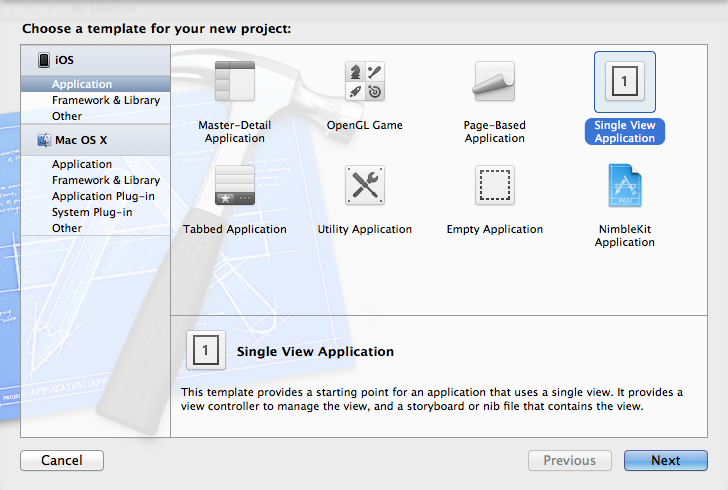 Choose a template for your new project:
iOS
Application
Framework & Library
Other
Mac OS X
Application
Framework & Library
Application Plug-in
System Plug-in
Other
Master-Detail
Application
OpenGL Game
Page-Based
Application
1
Single View
Application
Tabbed Application
Utility Application
Empty Application
NimbleKit
Application
1
Single View Application
This template provides a starting point for an application that uses a single view. It provides a
view controller to manage the view, and a storyboard or nib file that contains the view.
Cancel
Previous
Next